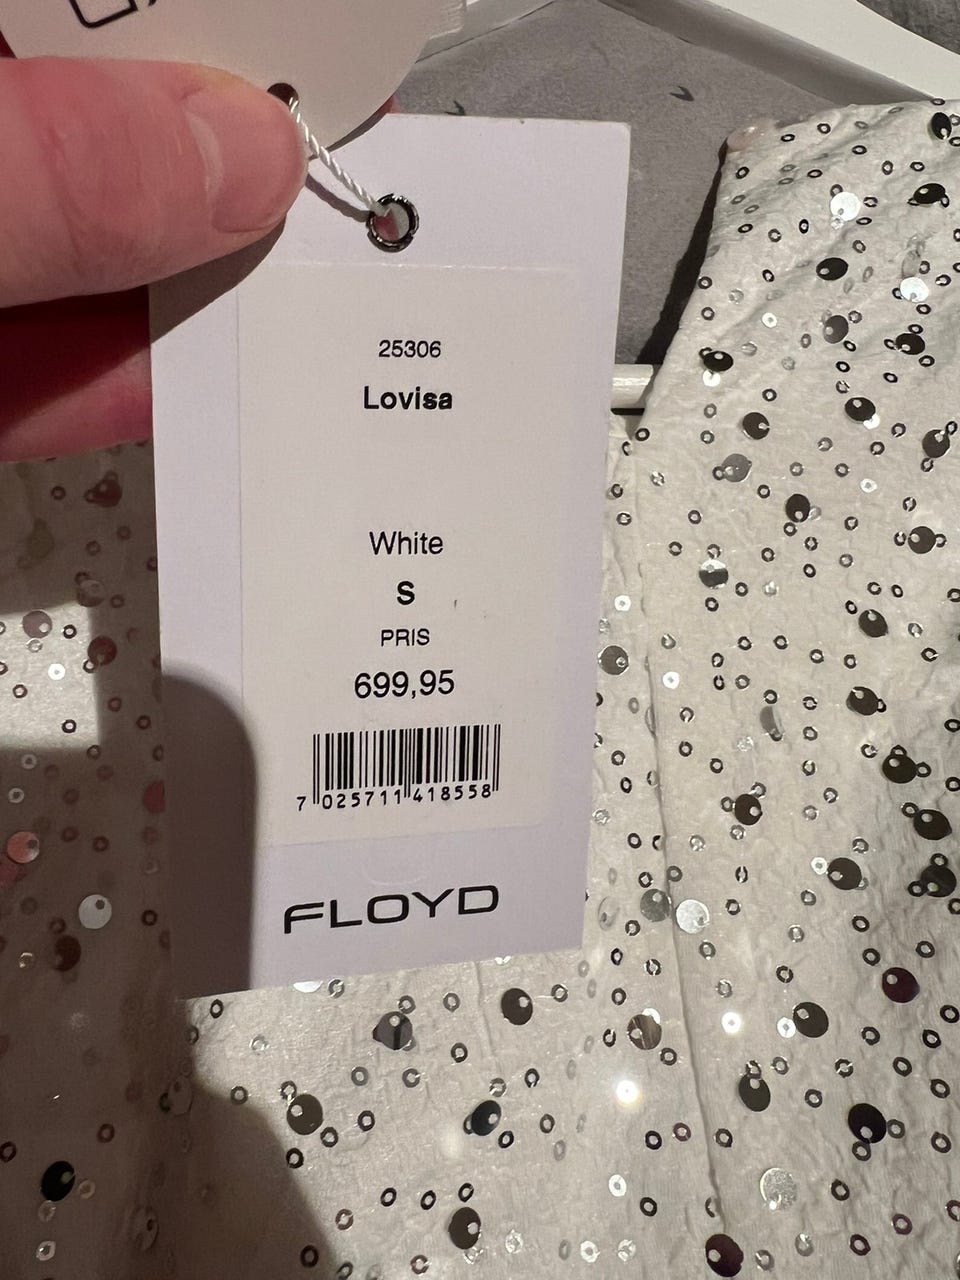 25306
Lovisa
White
S
PRIS
699,95
7 025711 418558
FLOYD